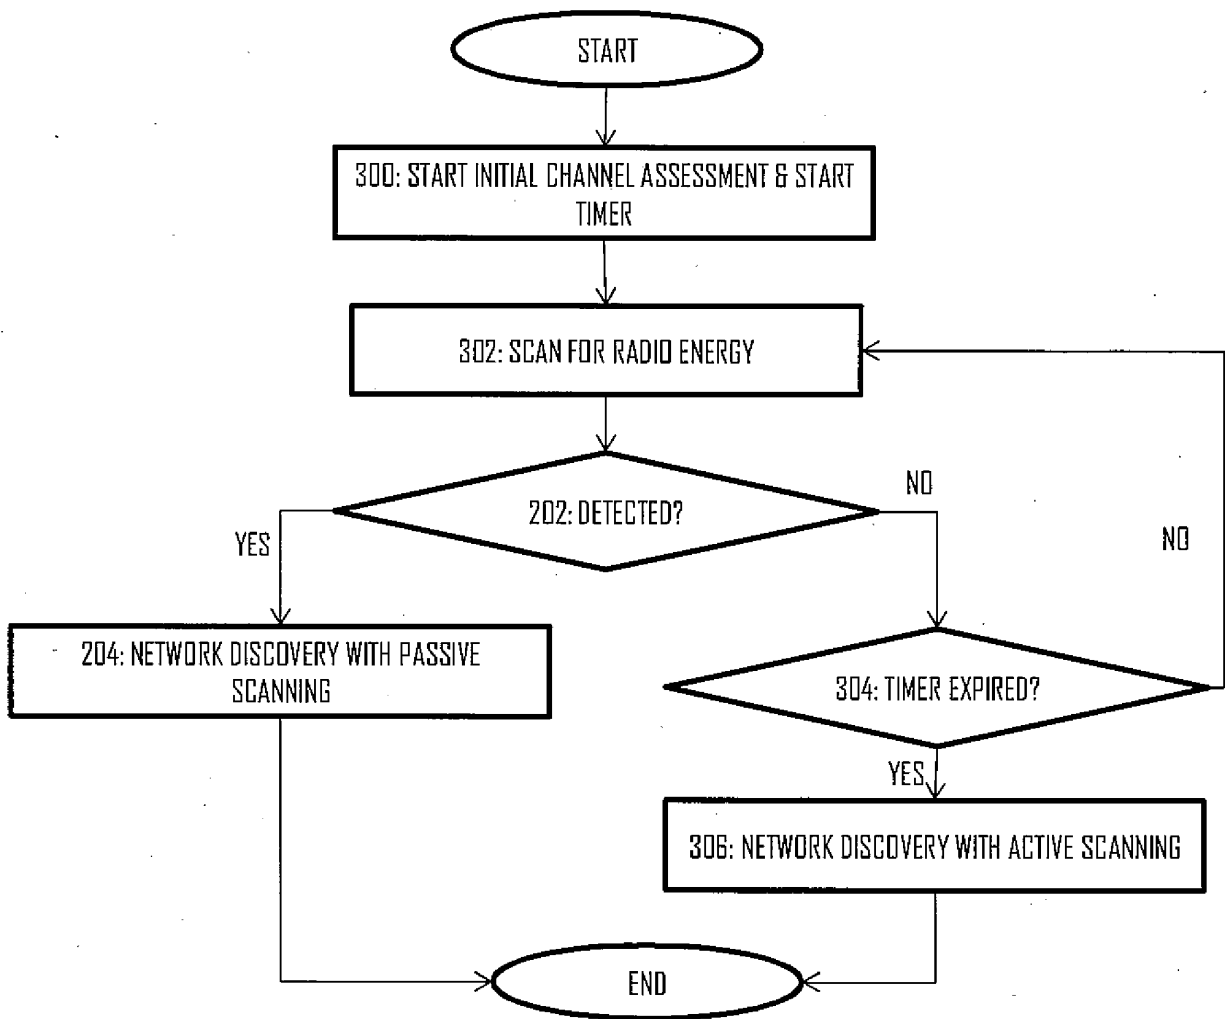 START
300: START INITIAL CHANNEL ASSESSMENT & START
TIMER
302: SCAN FOR RADIO ENERGY
202: DETECTED?
NO
YES
NO
204: NETWORK DISCOVERY WITH PASSIVE
SCANNING
304: TIMER EXPIRED?
YES
306: NETWORK DISCOVERY WITH ACTIVE SCANNING
END